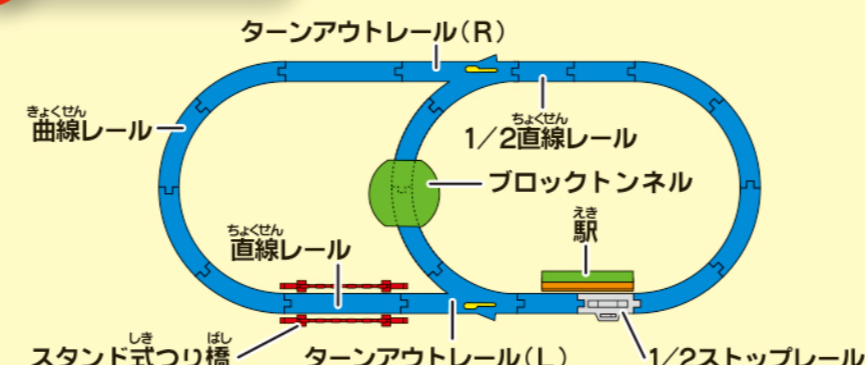 ターンアウトレール(R)
きょくせん
曲線レール
ちょくせん
1/2直線レール
ブロックトンネル
えき
駅
ちょくせん
直線レール
しき ばし
スタンド式つり橋
ターンアウトレール(L)
1/2ストップレール